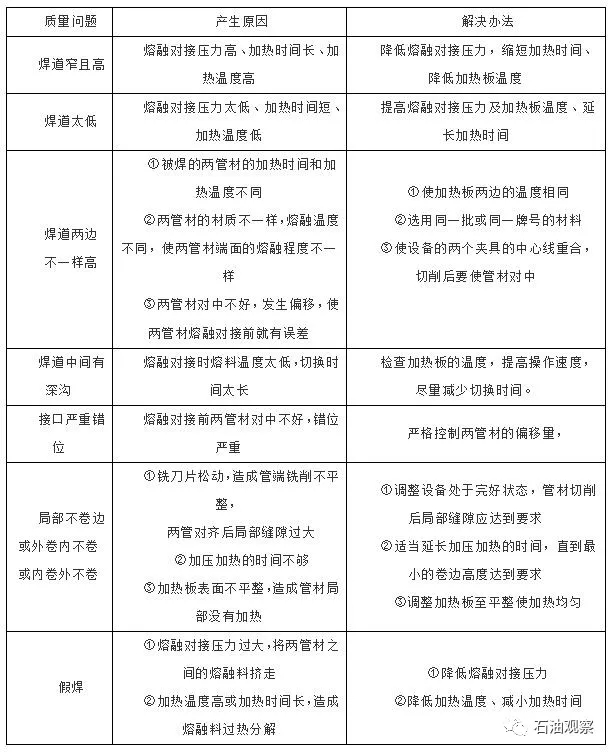 质量问题
产生原因
解决办法
焊道窄且高
熔融对接压力高、加热时间长、加
热温度高
降低熔融对接压力，缩短加热时间、
降低加热板温度
焊道太低
熔融对接压力太低、加热时间短、
加热温度低
提高熔融对接压力及加热板温度、延
长加热时间
焊道两边
不一样高
①被焊的两管材的加热时间和加
热温度不同
②两管材的材质不一样，熔融温度
不同，使两管材端面的熔融程度不一
样
③两管材对中不好，发生偏移，使
两管材熔融对接前就有误差
①使加热板两边的温度相同
②选用同一批或同一牌号的材料
③使设备的两个夹具的中心线重合，
切削后要使管材对中
焊道中间有
深沟
熔融对接时熔料温度太低，切换时
间太长
检查加热板的温度，提高操作速度，
尽量减少切换时间。
接口严重错
位
熔融对接前两管材对中不好，错位
严重
严格控制两管材的偏移量，
局部不卷边
或外卷内不卷
或内卷外不卷
①铣刀片松动，造成管端铣削不平
整，
两管对齐后局部缝隙过大
②加压加热的时间不够
③加热板表面不平整，造成管材局
部没有加热
①调整设备处于完好状态，管材切削
后局部缝隙应达到要求
②适当延长加压加热的时间，直到最
小的卷边高度达到要求
③调整加热板至平整使加热均匀
假焊
①熔融对接压力过大，将两管材之
间的熔融料挤走
②加热温度高或加热时间长，造成
熔融料过热分解
①降低熔融对接压力
②降低加热温度、减小加热时间
石油观察